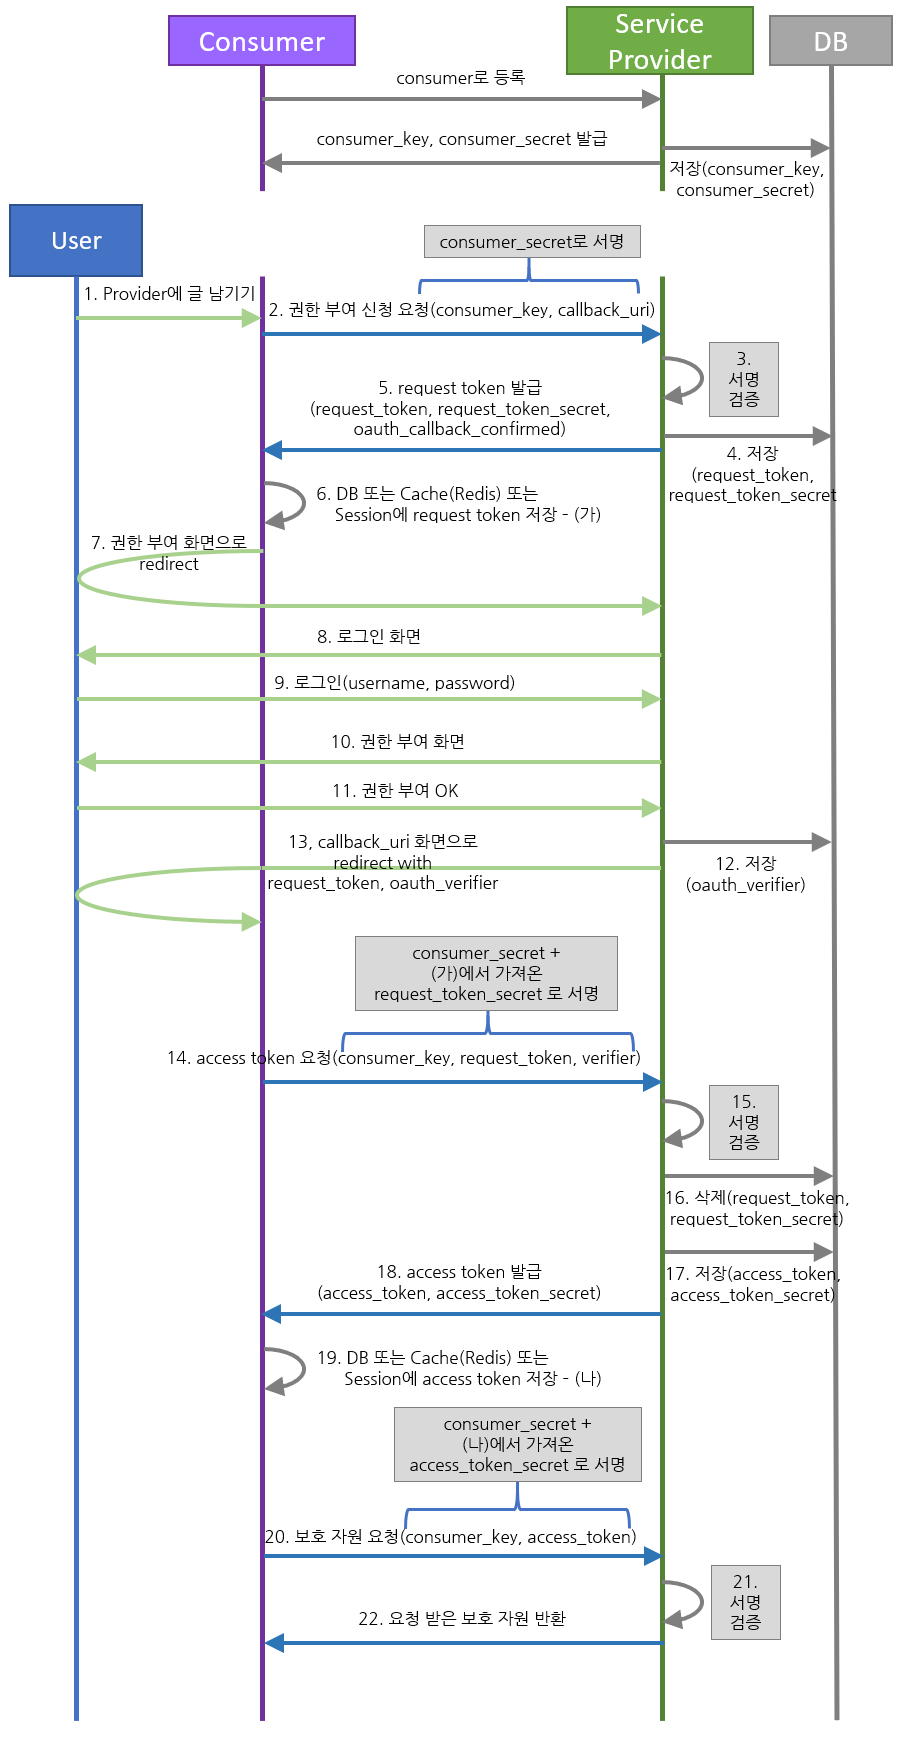 Consumer
Service
Provider
DB
consumer로 등록
consumer_key, consumer_secret 발급
저장(consumer_key,
consumer_secret)
User
consumer_secret로 서명
1. Provider에 글 남기기
2. 권한 부여 신청 요청(consumer_key, callback_uri)
3.
서명
검증
5. request token 발급
(request_token, request_token_secret,
oauth_callback_confirmed)
4. 저장
(request_token,
request_token_secret
6. DB 또는 Cache(Redis) 또는
Session에 request token 저장 - (가)
7. 권한 부여 화면으로
redirect
8. 로그인 화면
9. 로그인(username, password)
10. 권한 부여 화면
11. 권한 부여 OK
13, callback_uri 화면으로
redirect with
request_token, oauth_verifier
12. 저장
(oauth_verifier)
consumer_secret +
(가)에서 가져온
request_token_secret 로 서명
14. access token 요청(consumer_key, request_token, verifier)
15.
서명
검증
16. 삭제(request_token,
request_token_secret)
17. 저장(access_token,
access_token_secret)
18. access token 발급
(access_token, access_token_secret)
19. DB 또는 Cache(Redis) 또는
Session에 access token 저장 - (나)
consumer_secret +
(나)에서 가져온
access_token_secret 로 서명
20. 보호 자원 요청(consumer_key, access_token)
21.
서명
검증
22. 요청 받은 보호 자원 반환